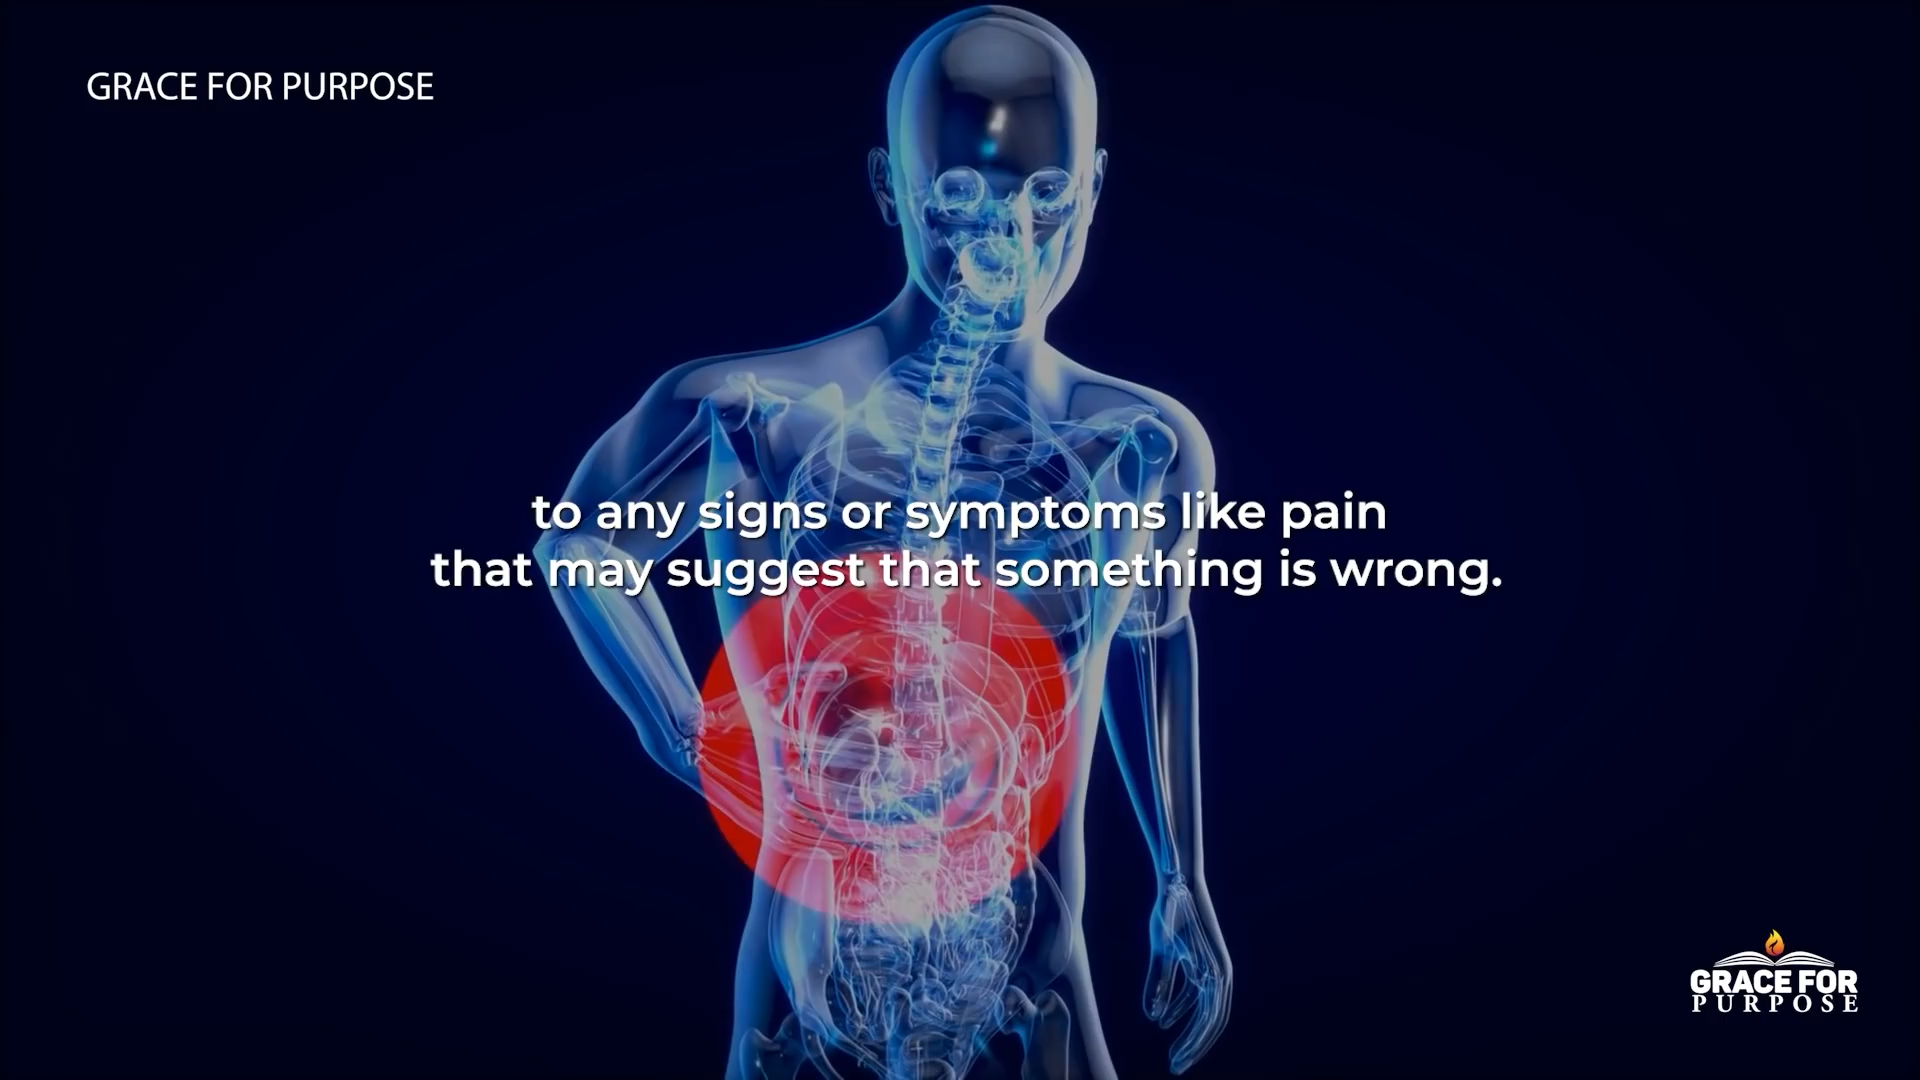 GRACE FOR PURPOSE
to any signs or symptoms like pain
that may suggest that something is wrong.
GRACE FOR
PURPOSE